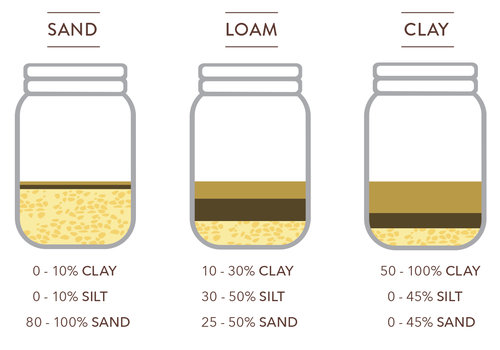 SAND
LOAM
CLAY
0 - 10% CLAY
0 - 10% SILT
80 - 100% SAND
10 - 30% CLAY
30 - 50% SILT
25 - 50% SAND
50 - 100% CLAY
0 - 45% SILT
0 - 45% SAND